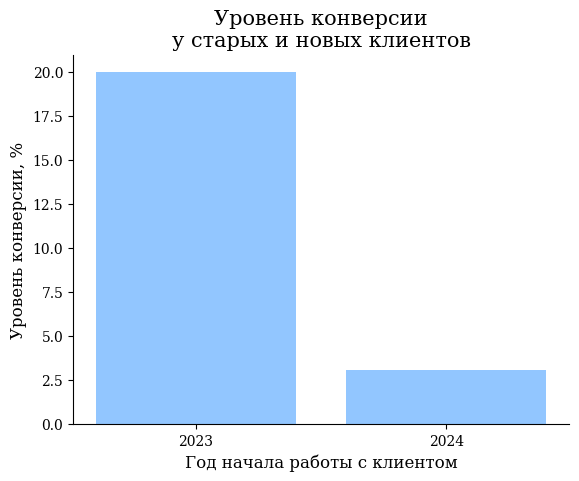 Уровень конверсии
у старых и новых клиентов
Уровень конверсии, %
20.0
17.5
15.0
12.5
10.0
7.5
5.0
2.5
0.0
2023 2024
Год начала работы с клиентом